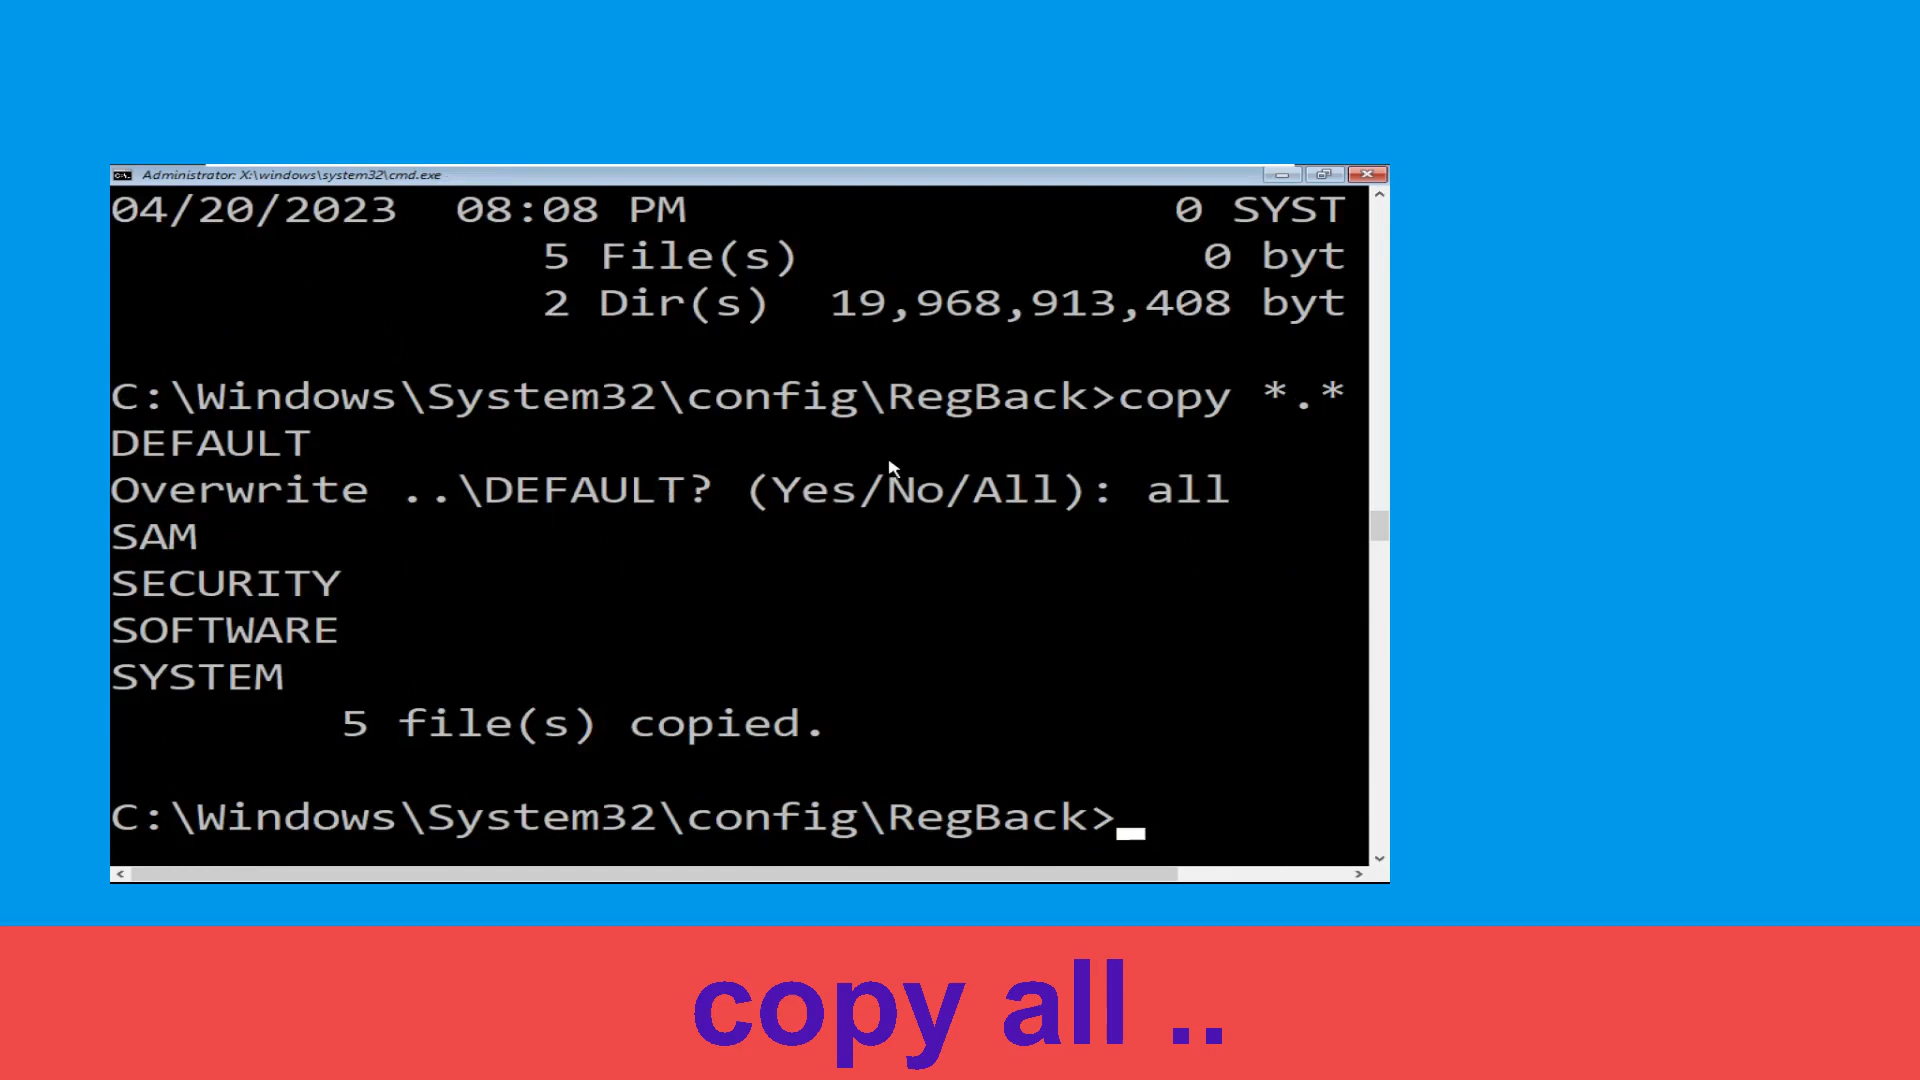 Administrator: X:\windows\system32\cmd.exe
04/20/2023 08:08 PM 0 SYST
5 File(s) 0 byt
2 Dir(s) 19,968,913,408 byt
C:\Windows\System32\config\RegBack>copy *.*
DEFAULT
Overwrite ..\DEFAULT? (Yes/No/All): all
SAM
SECURITY
SOFTWARE
SYSTEM
5 file(s) copied.
C:\Windows\System32\config\RegBack>
copy all ..